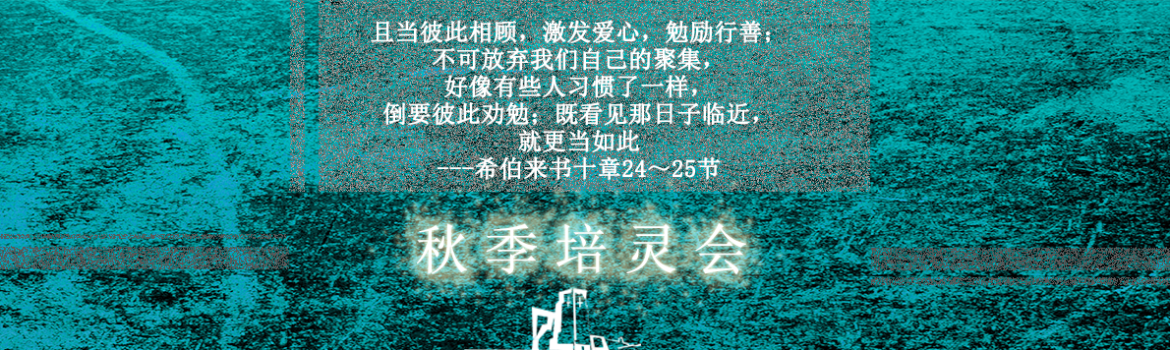 且当彼此相顾，激发爱心，勉励行善；
不可放弃我们自己的聚集，
好像有些人习惯了一样，
倒要彼此劝勉；既看见那日子临近，
就更当如此
---希伯来书十章24～25节
秋季培灵会